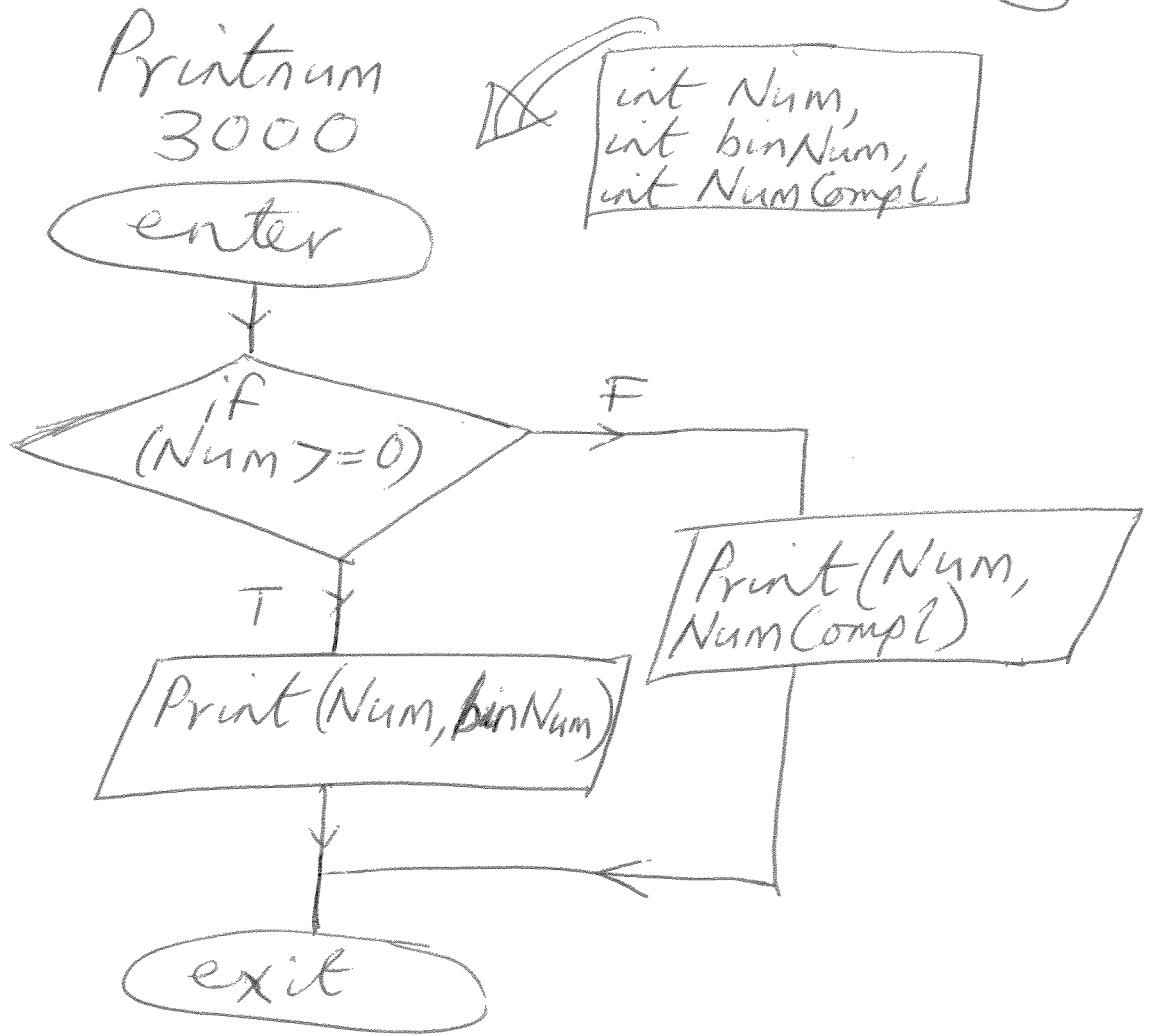 Printnum
3000
int Num,
int binNum,
int NumCompl.
enter
if
(Num >= 0)
F
T
Print (Num,
NumCompl)
Print (Num, binNum)
exit